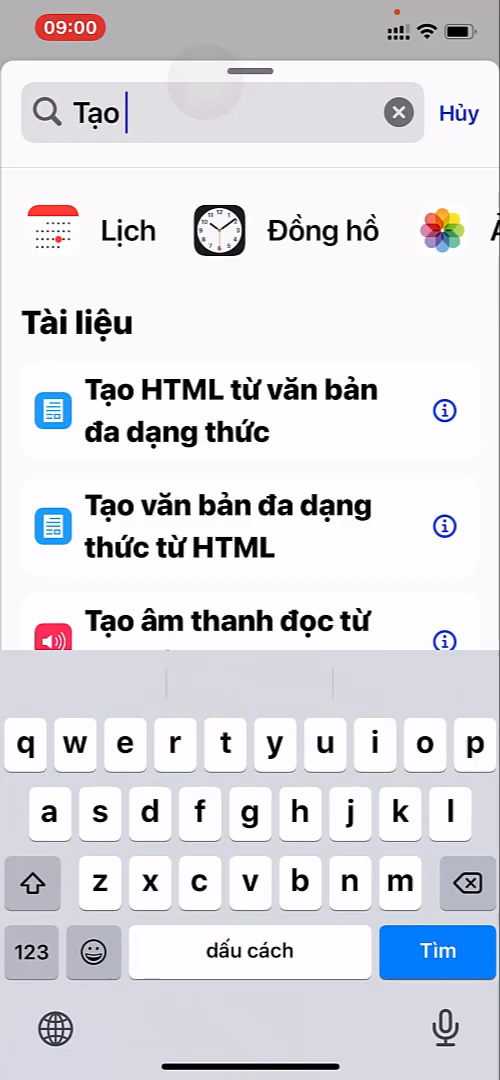 09:00
Tạo
Hủy
Lịch
Đồng hồ
Tài liệu
Tạo HTML từ văn bản
đa dạng thức
Tạo văn bản đa dạng
thức từ HTML
Tạo âm thanh đọc từ
q w e r t y u i o p
a s d f g h j k l
z x c v b n m
123
dấu cách
Tìm